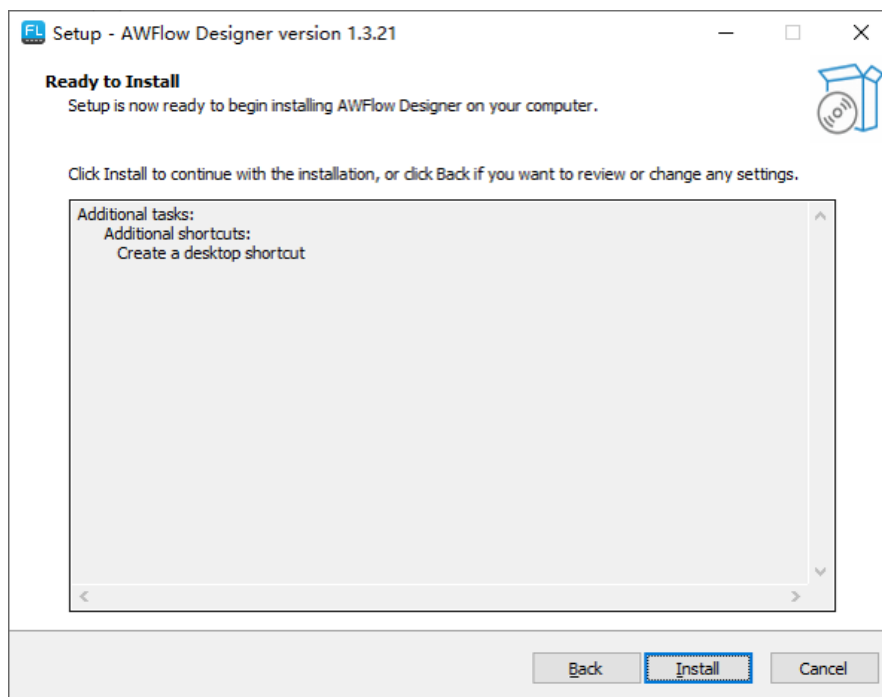 FL
Setup - AWFlow Designer version 1.3.21
Ready to Install
Setup is now ready to begin installing AWFlow Designer on your computer.
Click Install to continue with the installation, or click Back if you want to review or change any settings.
Additional tasks:
Additional shortcuts:
Create a desktop shortcut
Back
Install
Cancel